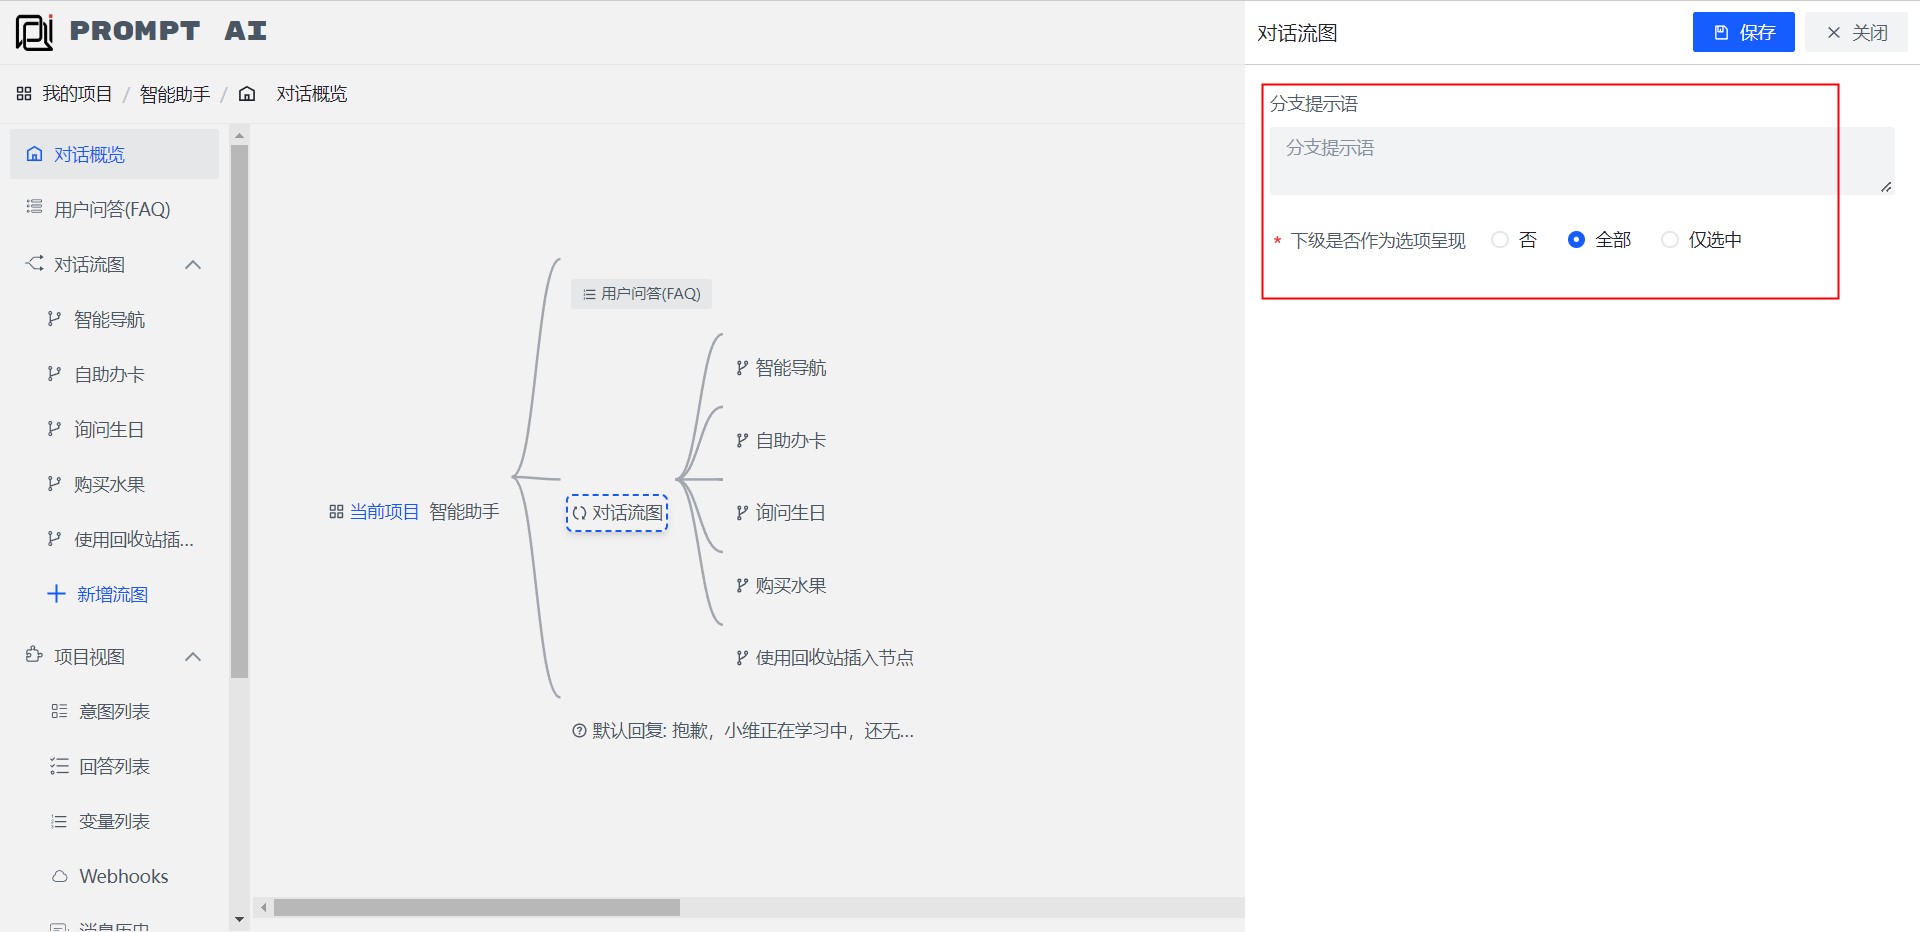 PROMPT AI
我的项目 / 智能助手 / 对话概览
对话概览
用户问答(FAQ)
对话流图
智能导航
自助办卡
询问生日
购买水果
使用回收站插...
新增流图
项目视图
意图列表
回答列表
变量列表
Webhooks
消息历史
当前项目 智能助手
用户问答(FAQ)
对话流图
智能导航
自助办卡
询问生日
购买水果
使用回收站插入节点
默认回复: 抱歉，小维正在学习中，还无...
对话流图
保存
关闭
分支提示语
分支提示语
* 下级是否作为选项呈现 否 全部 仅选中